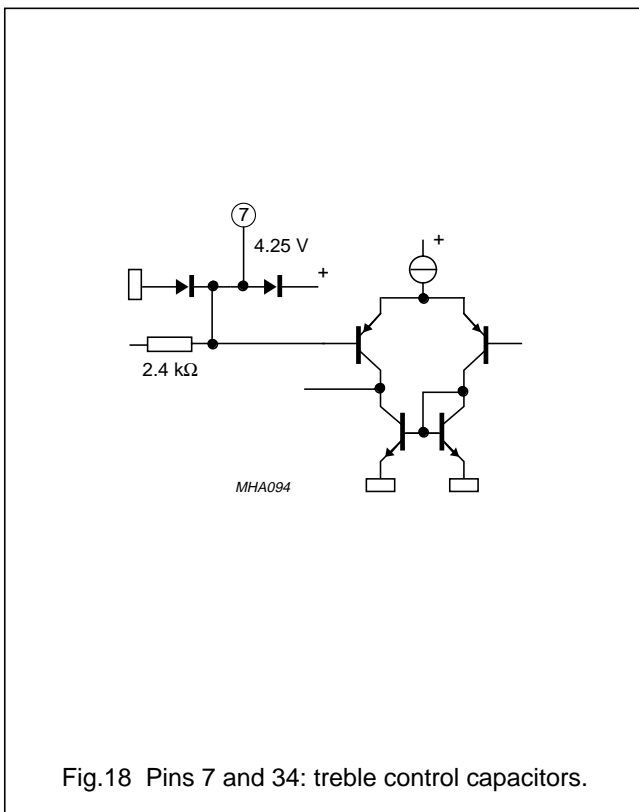 7
4.25 V
+
+
2.4 kΩ
MHA094
Fig.18 Pins 7 and 34: treble control capacitors.